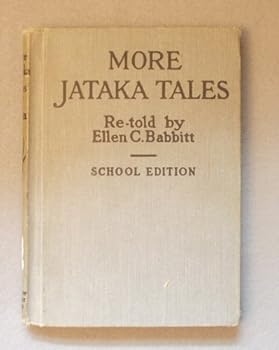 MORE
JATAKA TALES
Re-told by
Ellen C. Babbitt
SCHOOL EDITION